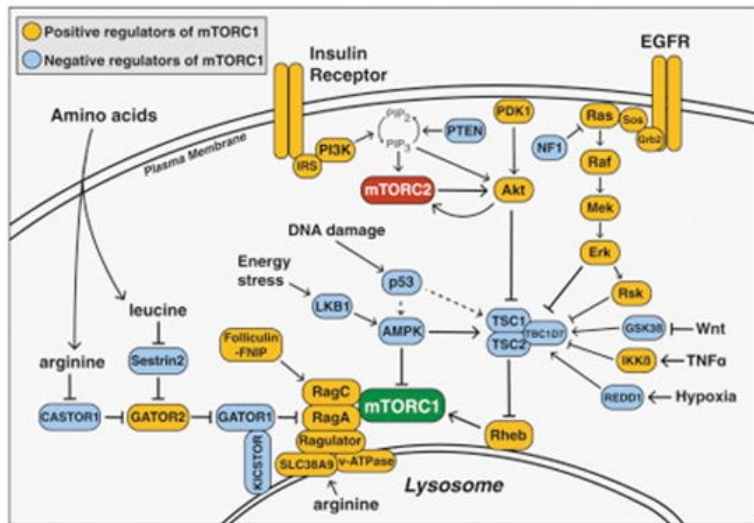 Positive regulators of mTORC1
Negative regulators of mTORC1
Insulin
Receptor
EGFR
Amino acids
Plasma Membrane
PIP2
PIP3
PTEN
PDK1
Ras
Sos
Grb2
NF1
IRS
PI3K
mTORC2
Akt
Raf
Mek
Erk
Rsk
DNA damage
Energy
stress
p53
LKB1
AMPK
TSC1
TSC2
TBC1D7
GSK3ß
Wnt
IKKß
TNFα
REDD1
Hypoxia
leucine
arginine
Sestrin2
Folliculin
-FNIP
CASTOR1
GATOR2
GATOR1
KICSTOR
RagC
RagA
mTORC1
Ragulator
SLC38A9
v-ATPase
Rheb
arginine
Lysosome